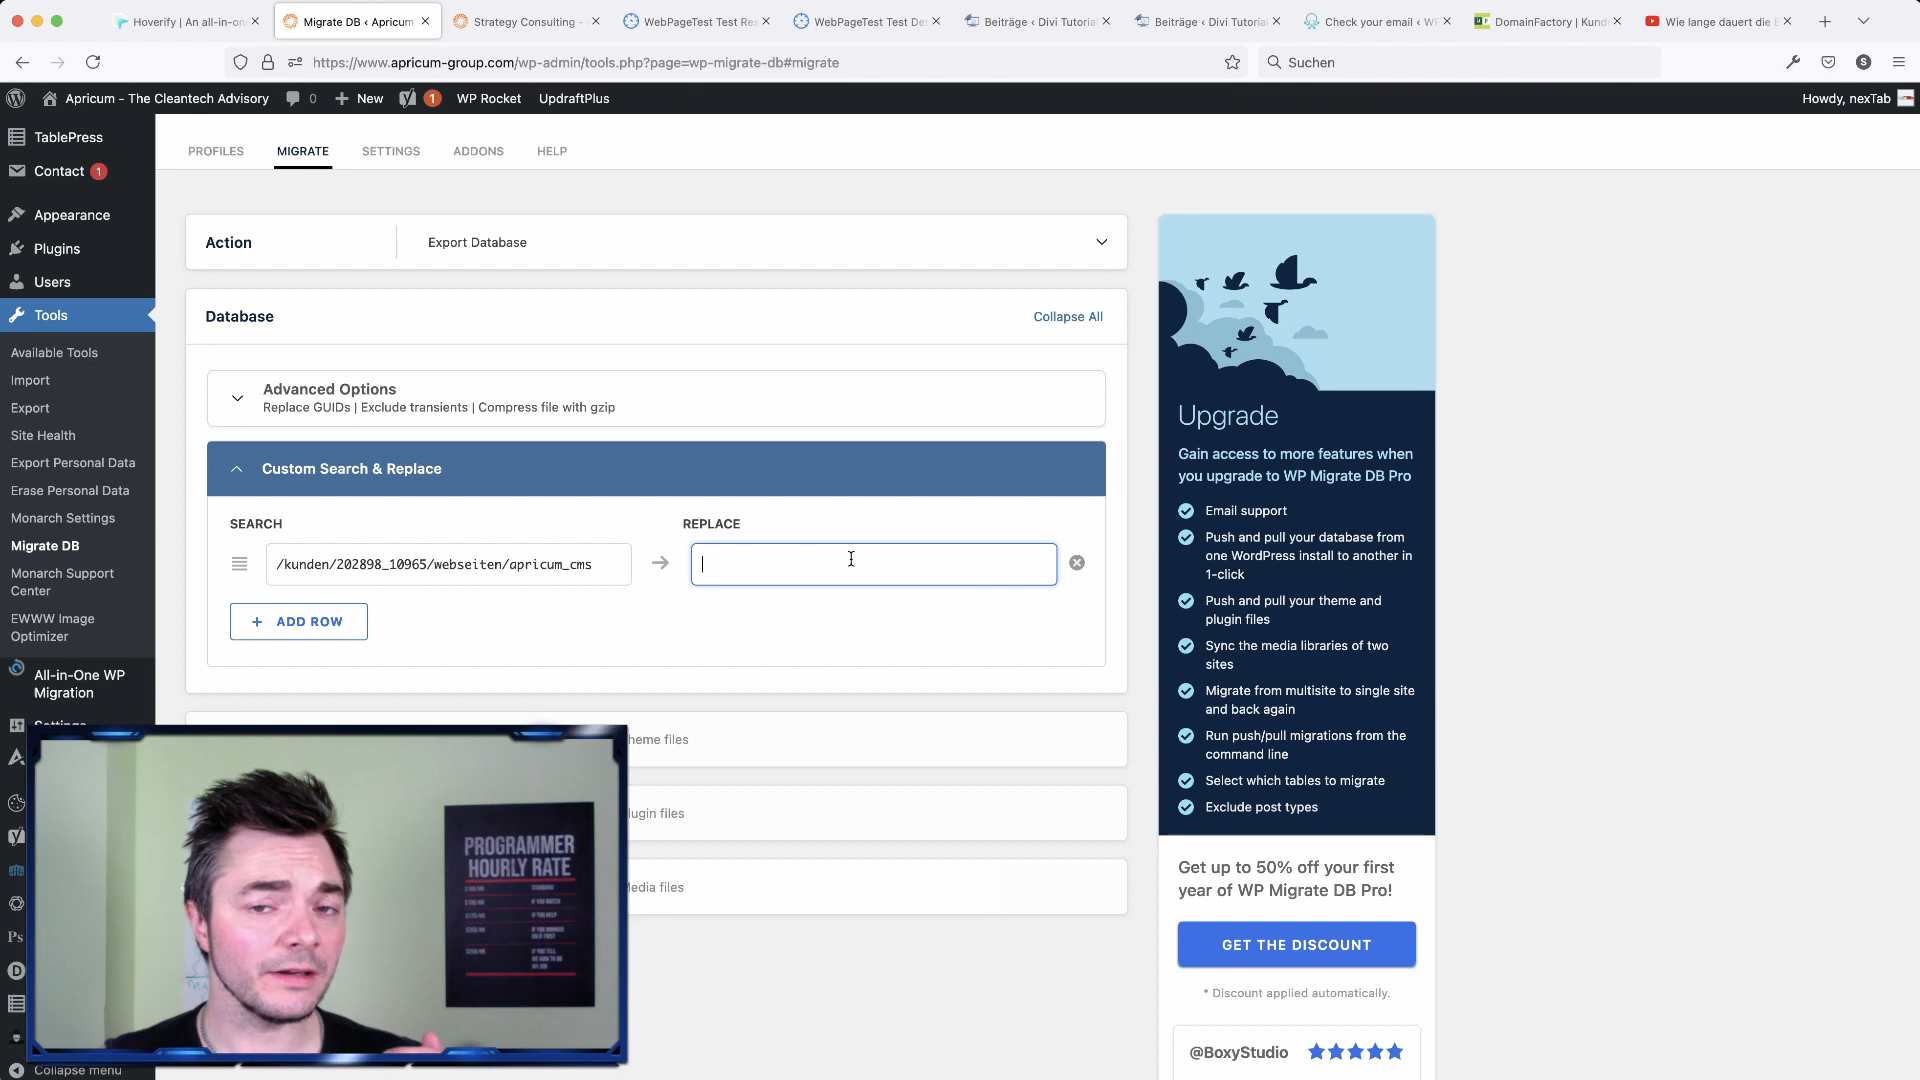 Hoverify | An all-in-on
Migrate DB ‹ Apricum
Strategy Consulting -
WebPageTest Test Res
WebPageTest Test Det
Beiträge ‹ Divi Tutorial
Beiträge ‹ Divi Tutorial
Check your email ‹ WP
DomainFactory | Kund
Wie lange dauert die E
https://www.apricum-group.com/wp-admin/tools.php?page=wp-migrate-db#migrate
Suchen
S
Apricum - The Cleantech Advisory
0
New
1
WP Rocket
UpdraftPlus
Howdy, nexTab
TablePress
Contact 1
Appearance
Plugins
Users
Tools
Available Tools
Import
Export
Site Health
Export Personal Data
Erase Personal Data
Monarch Settings
Migrate DB
Monarch Support
Center
EWWW Image
Optimizer
All-in-One WP
Migration
Settings
Ps
D
Collapse menu
PROFILES
MIGRATE
SETTINGS
ADDONS
HELP
Action
Export Database
Database
Collapse All
Advanced Options
Replace GUIDs | Exclude transients | Compress file with gzip
Custom Search & Replace
SEARCH
REPLACE
/kunden/202898_10965/webseiten/apricum_cms
+ ADD ROW
heme files
lugin files
ledia files
PROGRAMMER
HOURLY RATE
Upgrade
Gain access to more features when
you upgrade to WP Migrate DB Pro
Email support
Push and pull your database from
one WordPress install to another in
1-click
Push and pull your theme and
plugin files
Sync the media libraries of two
sites
Migrate from multisite to single site
and back again
Run push/pull migrations from the
command line
Select which tables to migrate
Exclude post types
Get up to 50% off your first
year of WP Migrate DB Pro!
GET THE DISCOUNT
* Discount applied automatically.
@BoxyStudio